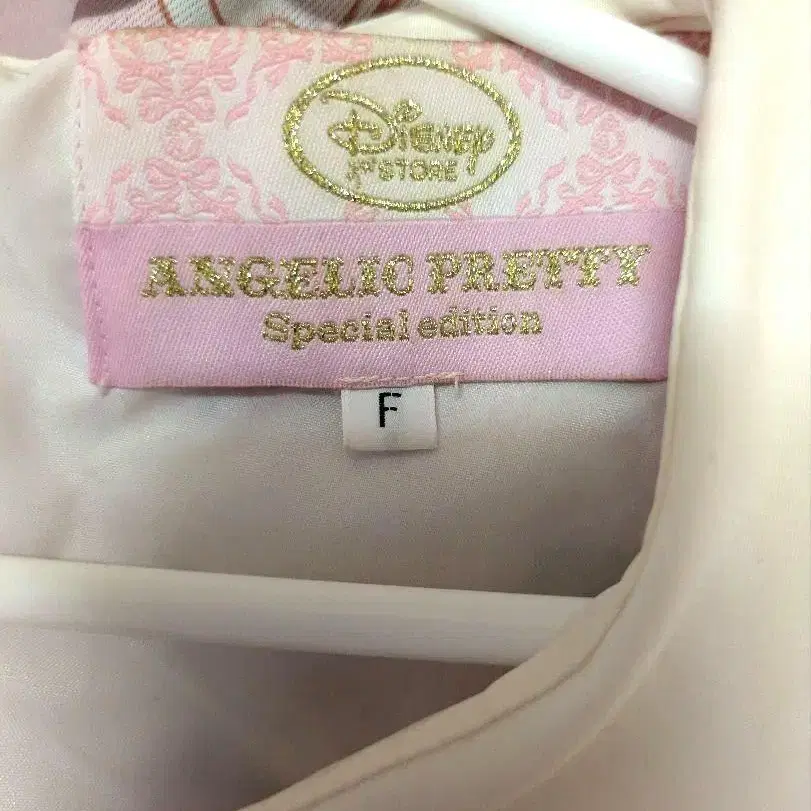 Disney
STORE
ANGELIC PRETTY
Special edition
F